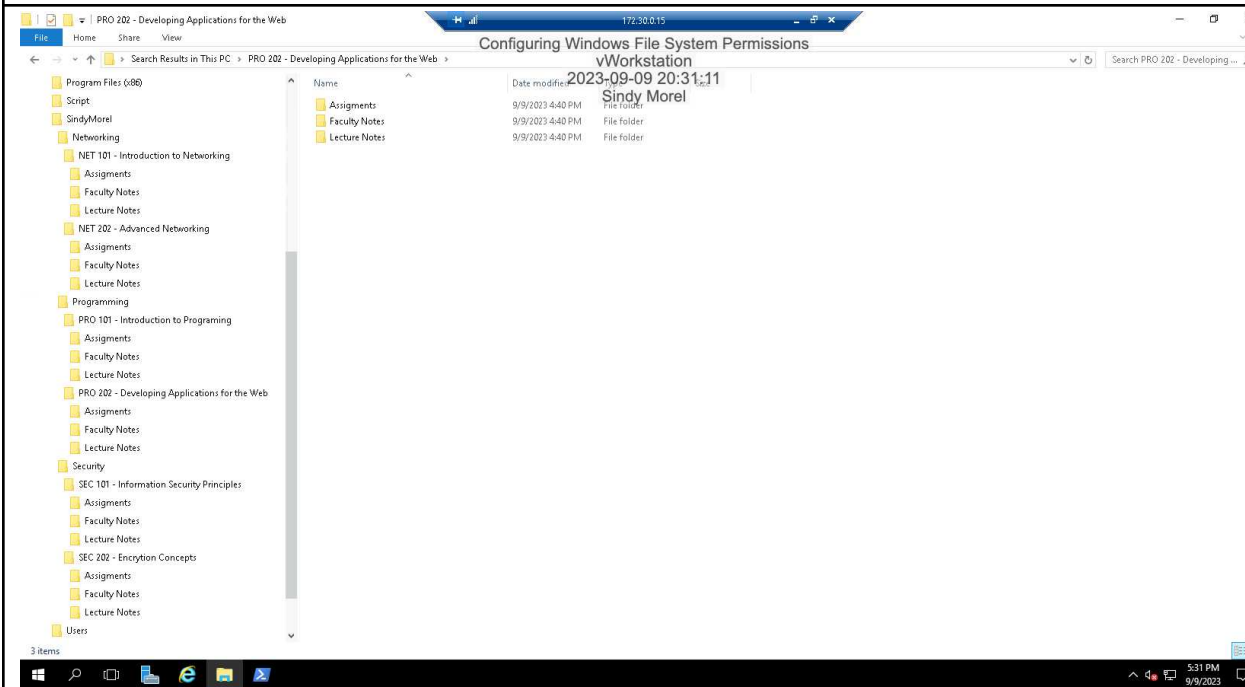 PRO 202 - Developing Applications for the Web
172.30.0.15
File Home Share View
Configuring Windows File System Permissions
vWorkstation
2023-09-09 20:31:11
Sindy Morel
Search Results in This PC > PRO 202 - Developing Applications for the Web >
Search PRO 202 - Developing ...
Program Files (x86)
Script
SindyMorel
Networking
NET 101 - Introduction to Networking
Assigments
Faculty Notes
Lecture Notes
NET 202 - Advanced Networking
Assigments
Faculty Notes
Lecture Notes
Programming
PRO 101 - Introduction to Programing
Assigments
Faculty Notes
Lecture Notes
PRO 202 - Developing Applications for the Web
Assigments
Faculty Notes
Lecture Notes
Security
SEC 101 - Information Security Principles
Assigments
Faculty Notes
Lecture Notes
SEC 202 - Encrytion Concepts
Assigments
Faculty Notes
Lecture Notes
Users
Name Date modified
Assigments 9/9/2023 4:40 PM File folder
Faculty Notes 9/9/2023 4:40 PM File folder
Lecture Notes 9/9/2023 4:40 PM File folder
3 items
5:31 PM
9/9/2023